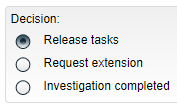 Decision:
Release tasks
Request extension
Investigation completed